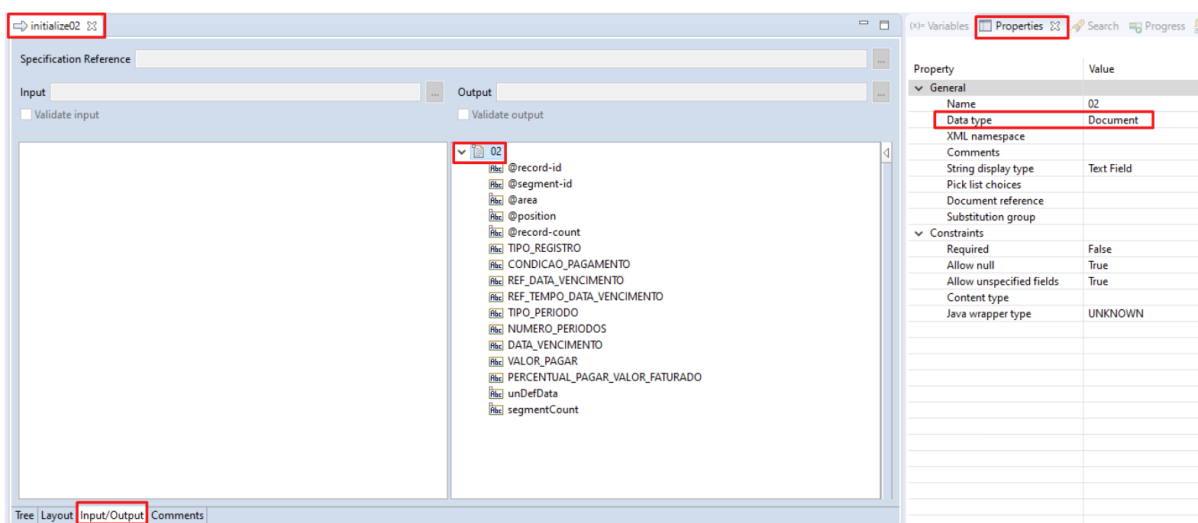 initialize02
Specification Reference
...
Input
...
Output
...
Validate input
Validate output
02
@record-id
@segment-id
@area
@position
@record-count
TIPO_REGISTRO
CONDICAO_PAGAMENTO
REF_DATA_VENCIMENTO
REF_TEMPO_DATA_VENCIMENTO
TIPO_PERIODO
NUMERO_PERIODOS
DATA_VENCIMENTO
VALOR_PAGAR
PERCENTUAL_PAGAR_VALOR_FATURADO
unDefData
segmentCount
Tree Layout Input/Output Comments
(x)= Variables Properties Search Progress
Property Value
General
Name 02
Data type Document
XML namespace
Comments
String display type Text Field
Pick list choices
Document reference
Substitution group
Constraints
Required False
Allow null True
Allow unspecified fields True
Content type
Java wrapper type UNKNOWN